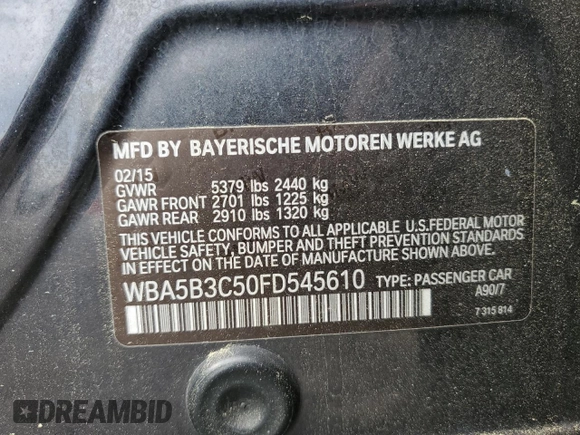 MFD BY BAYERISCHE MOTOREN WERKE AG
02/15
GVWR 5379 lbs 2440 kg
GAWR FRONT 2701 lbs 1225 kg
GAWR REAR 2910 lbs 1320 kg
THIS VEHICLE CONFORMS TO ALL APPLICABLE U.S.FEDERAL MOTOR
VEHICLE SAFETY, BUMPER AND THEFT PREVENTION STANDARDS
IN EFFECT ON THE DATE OF MANUFACTURE SHOWN ABOVE.
WBA5B3C50FD545610 TYPE: PASSENGER CAR
A90/7
7 315 814
DREAMBID